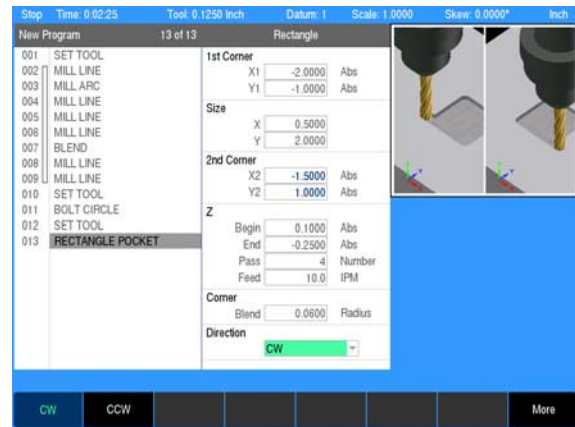 Stop Time: 0:02:25 Tool: 0.1250 Inch Datum: 1 Scale: 1.0000 Skew: 0.0000° Inch
New Program 13 of 13 Rectangle
001 SET TOOL
002 MILL LINE
003 MILL ARC
004 MILL LINE
005 MILL LINE
006 MILL LINE
007 BLEND
008 MILL LINE
009 MILL LINE
010 SET TOOL
011 BOLT CIRCLE
012 SET TOOL
013 RECTANGLE POCKET
1st Corner
X1 -2.0000 Abs
Y1 -1.0000 Abs
Size
X 0.5000
Y 2.0000
2nd Corner
X2 -1.5000 Abs
Y2 1.0000 Abs
Z
Begin 0.1000 Abs
End -0.2500 Abs
Pass 4 Number
Feed 10.0 IPM
Corner
Blend 0.0600 Radius
Direction
CW
CW CCW More